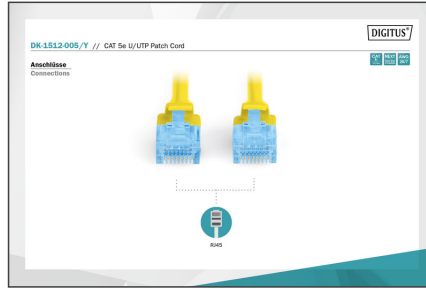 DIGITUS®
DK-1512-005/Y // CAT 5e U/UTP Patch Cord
Anschlüsse
Connections
RJ45